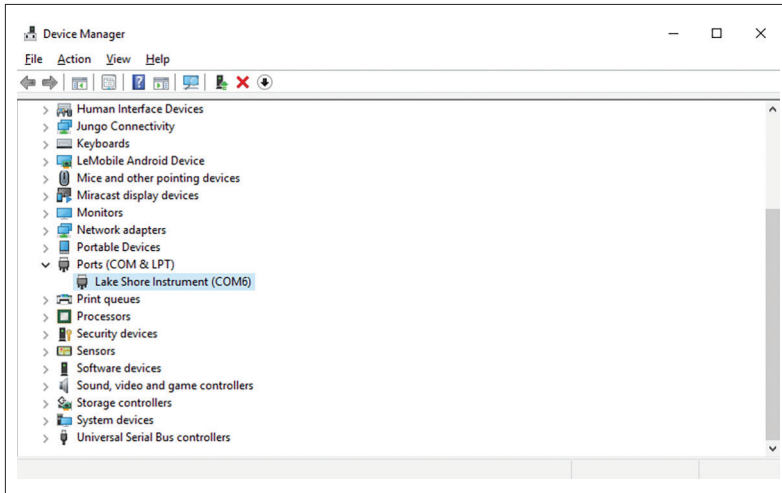 Device Manager
File Action View Help
Human Interface Devices
Jungo Connectivity
Keyboards
LeMobile Android Device
Mice and other pointing devices
Miracast display devices
Monitors
Network adapters
Portable Devices
Ports (COM & LPT)
Lake Shore Instrument (COM6)
Print queues
Processors
Security devices
Sensors
Software devices
Sound, video and game controllers
Storage controllers
System devices
Universal Serial Bus controllers